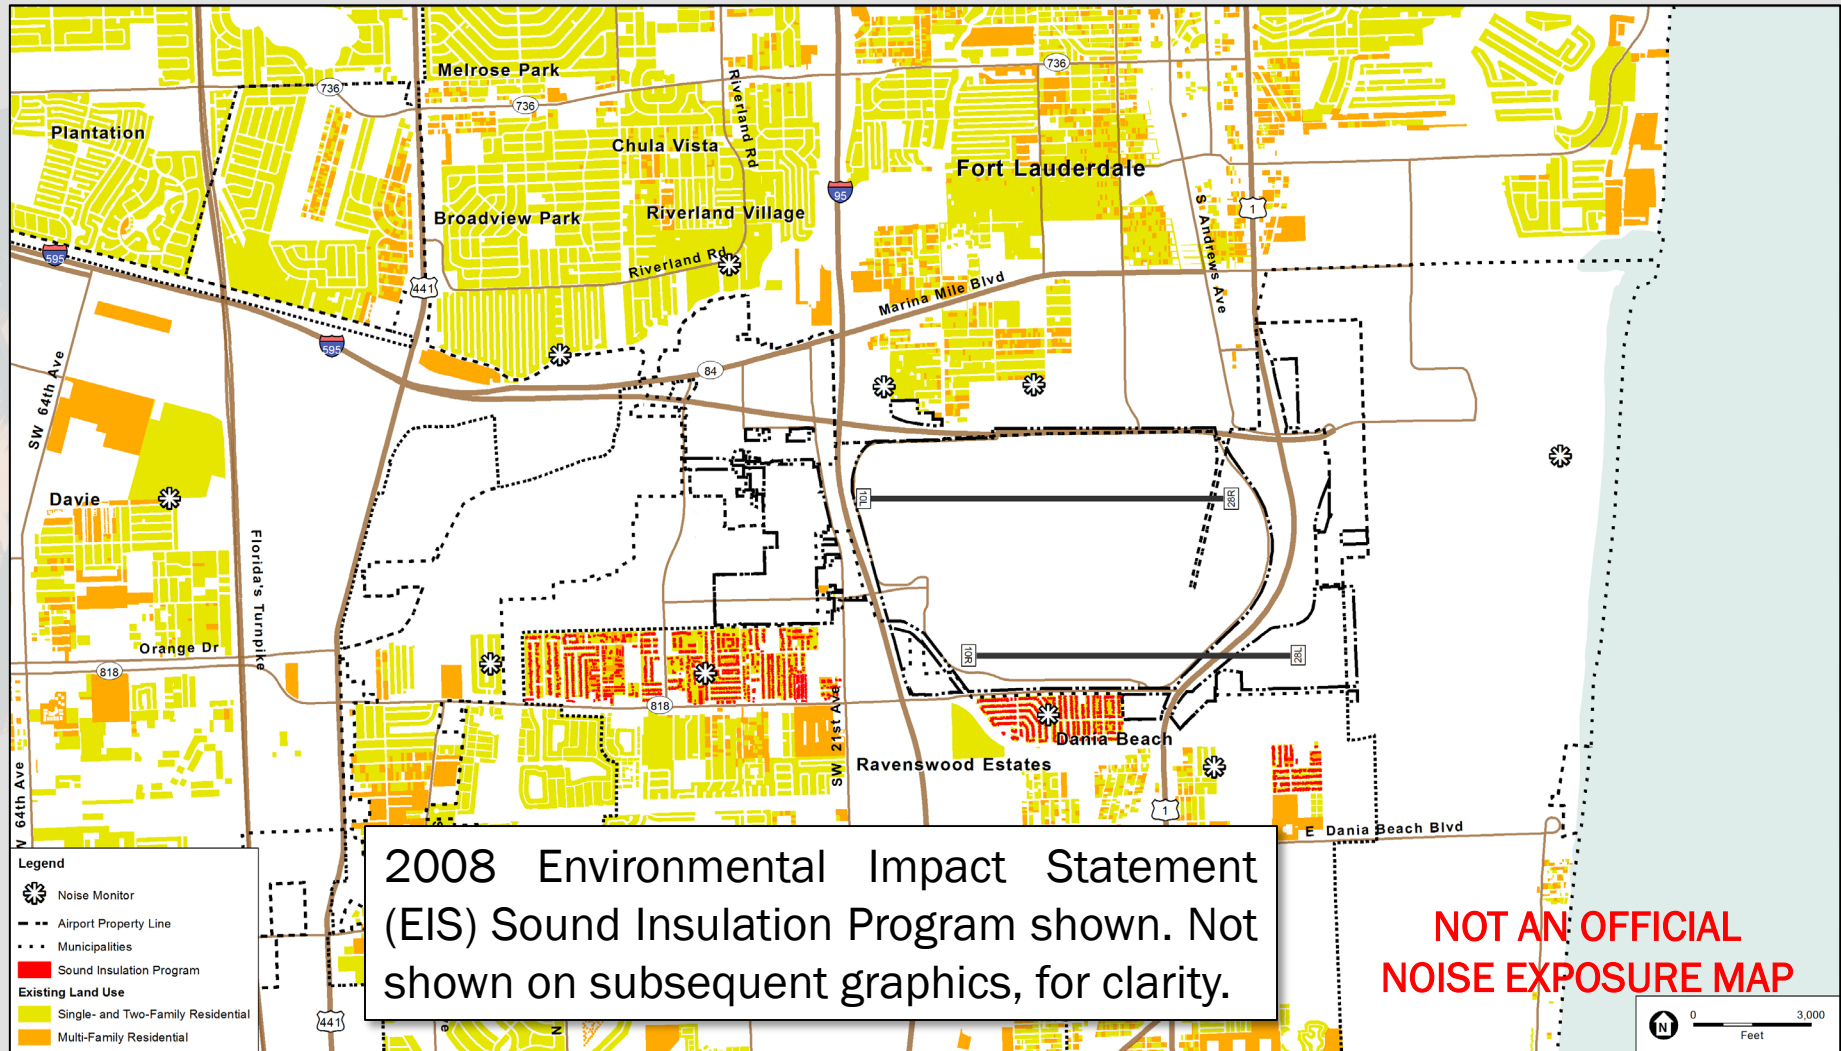 Melrose Park
736
736
736
Plantation
Riverland Rd
Chula Vista
Fort Lauderdale
95
Broadview Park
Riverland Village
S Andrews Ave
1
595
Riverland Rd
441
Marina Mile Blvd
595
84
SW 64th Ave
Davie
10L
28R
Florida's Turnpike
Orange Dr
818
10R
28L
818
SW 21st Ave
Dania Beach
Ravenswood Estates
1
E Dania Beach Blvd
W 64th Ave
Legend
Noise Monitor
Airport Property Line
Municipalities
Sound Insulation Program
Existing Land Use
Single- and Two-Family Residential
Multi-Family Residential
441
2008 Environmental Impact Statement
(EIS) Sound Insulation Program shown. Not
shown on subsequent graphics, for clarity.
NOT AN OFFICIAL
NOISE EXPOSURE MAP
N
0 3,000
Feet